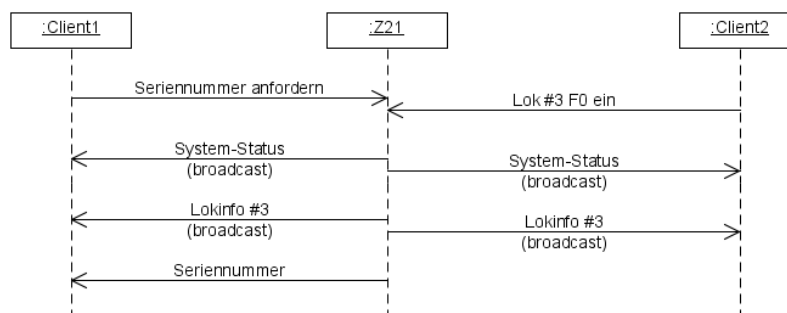 :Client1
:Z21
:Client2
Seriennummer anfordern
Lok #3 F0 ein
System-Status
(broadcast)
System-Status
(broadcast)
Lokinfo #3
(broadcast)
Lokinfo #3
(broadcast)
Seriennummer